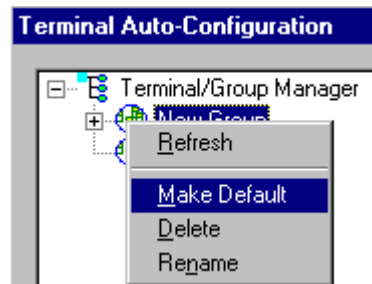 Terminal Auto-Configuration
Terminal/Group Manager
New Group
Refresh
Make Default
Delete
Rename